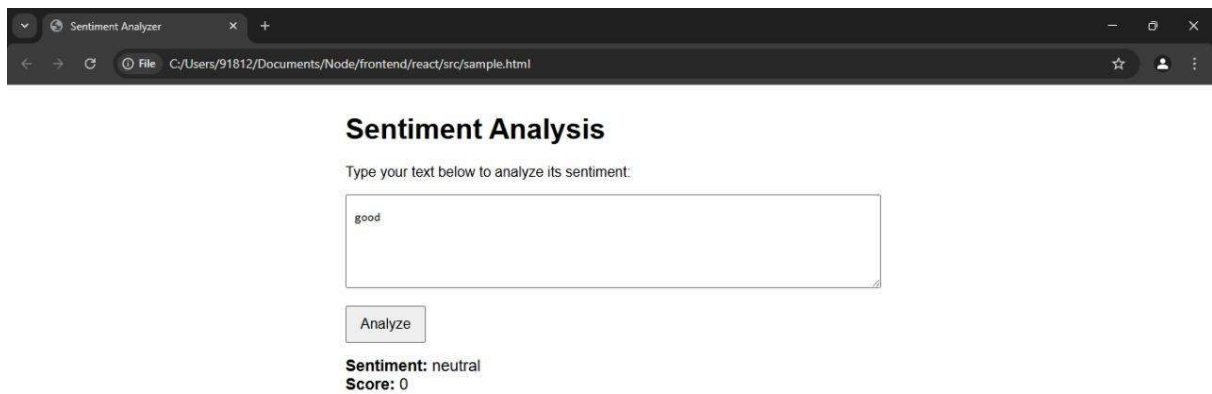 Sentiment Analyzer
File C:/Users/91812/Documents/Node/frontend/react/src/sample.html
Sentiment Analysis
Type your text below to analyze its sentiment:
good
Analyze
Sentiment: neutral
Score: 0